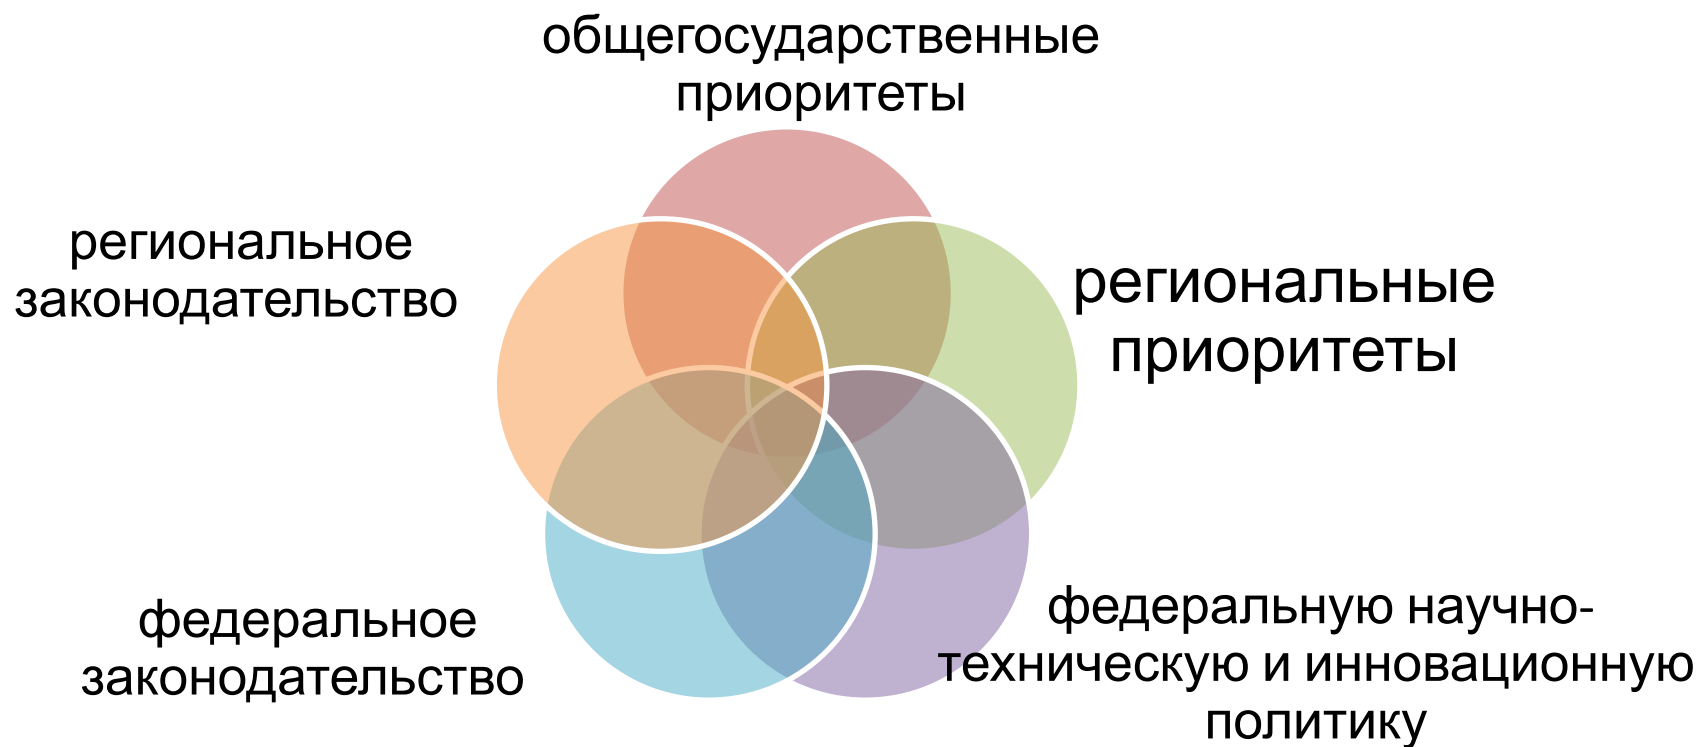 общегосударственные
приоритеты
региональные
приоритеты
федеральную научно-
техническую и инновационную
политику
федеральное
законодательство
региональное
законодательство